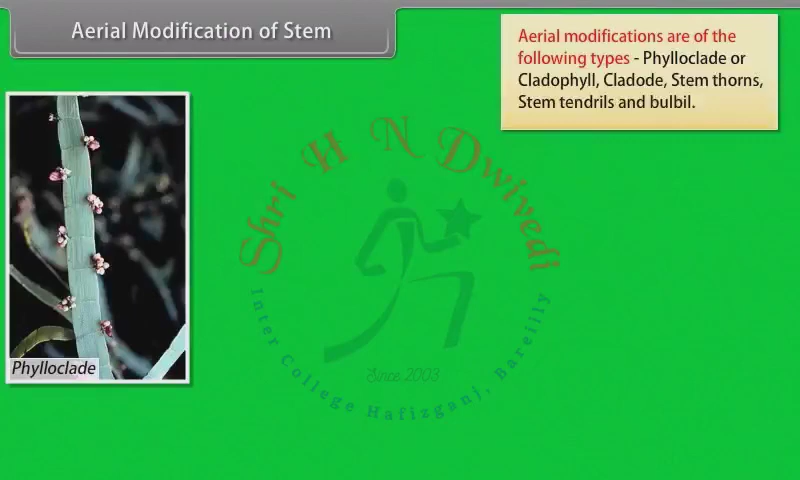 Aerial Modification of Stem
Aerial modifications are of the
following types - Phylloclade or
Cladophyll, Cladode, Stem thorns,
Stem tendrils and bulbil.
Shri H N Dwivedi
Since 2003
Inter College Hafizganj, Bareilly
Phylloclade